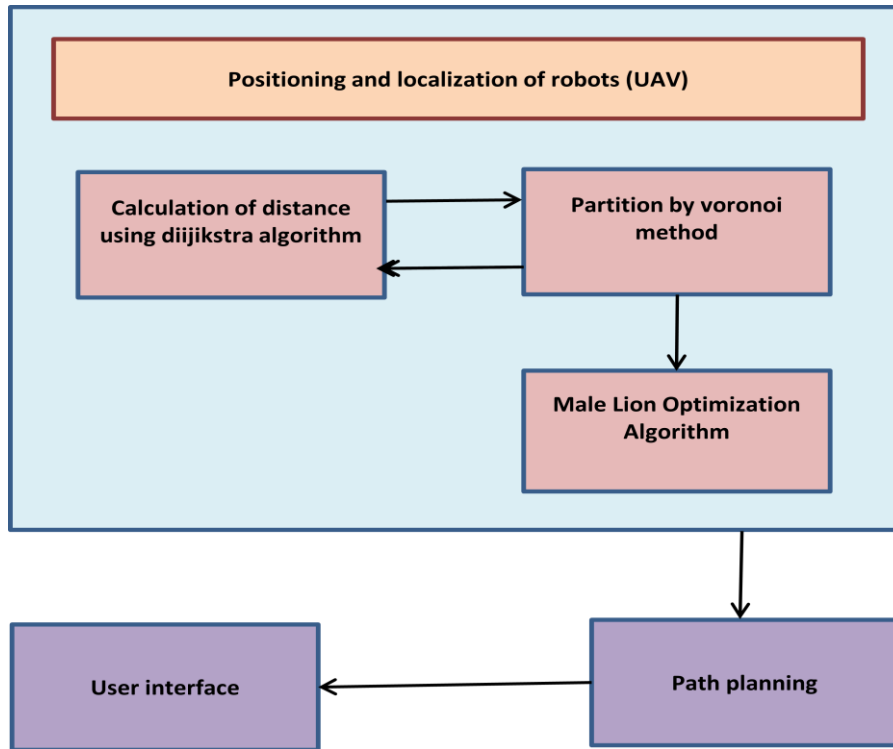 Positioning and localization of robots (UAV)
Calculation of distance
using diijikstra algorithm
Partition by voronoi
method
Male Lion Optimization
Algorithm
User interface
Path planning